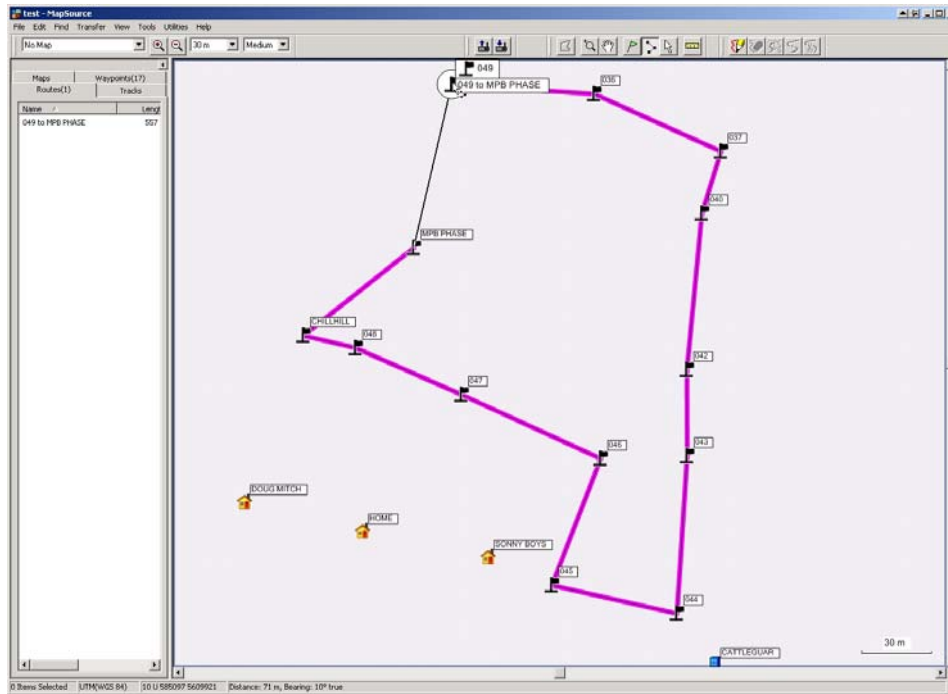 test - MapSource
File Edit Find Transfer View Tools Utilities Help
No Map 30 m Medium
Maps Waypoints(17)
Routes(1) Tracks
Name Lengt
049 to MPB PHASE 557
049
049 to MPB PHASE
036
037
040
MPB PHASE
CHILLHILL
048
042
047
043
046
DOUG MITCH
HOME
SONNY BOYS
045
044
30 m
CATTLEGUAR
0 Items Selected UTM(WGS 84) 10 U 585097 5609921 Distance: 71 m, Bearing: 10° true